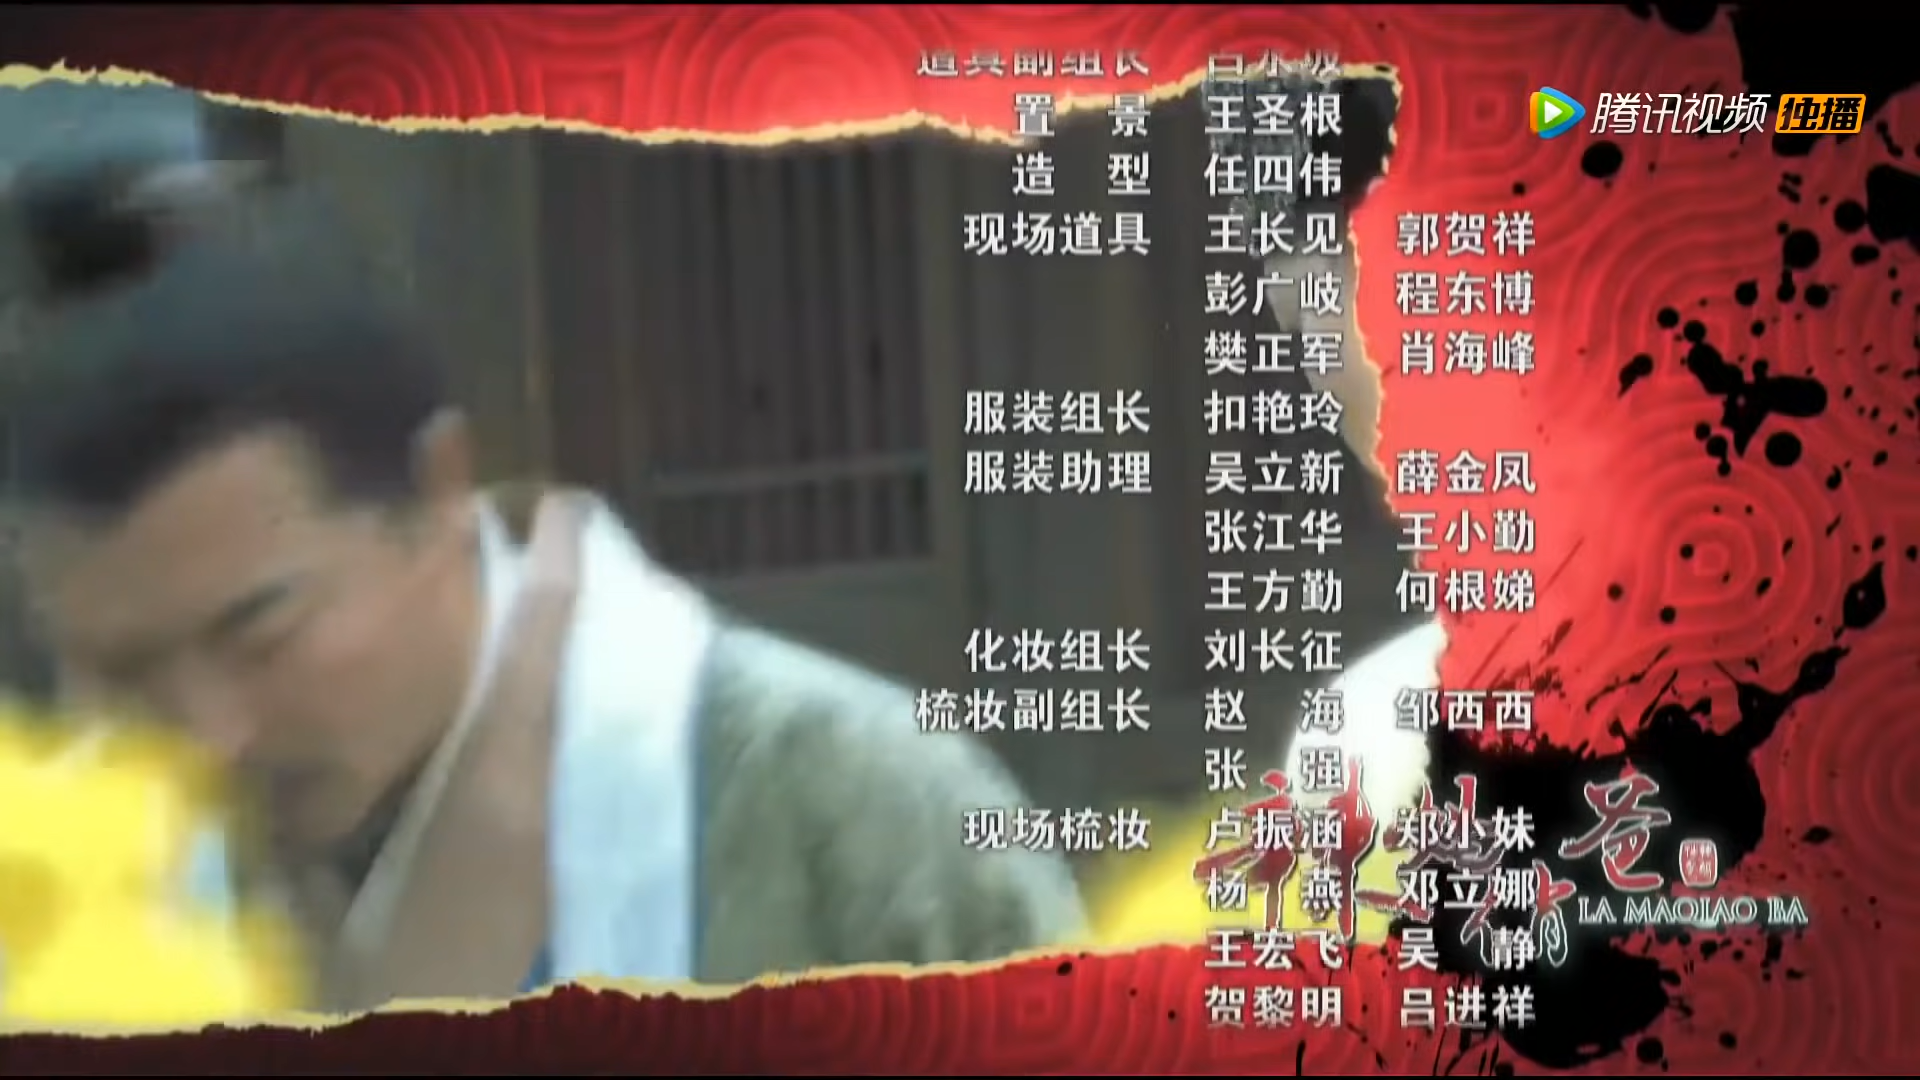 道具副组长
置 景 王圣根
造 型 任四伟
现场道具 王长见 郭贺祥
彭广岐 程东博
樊正军 肖海峰
服装组长 扣艳玲
服装助理 吴立新 薛金凤
张江华 王小勤
王方勤 何根娣
化妆组长 刘长征
梳妆副组长 赵 海 邹西西
张 强
现场梳妆 卢振涵 郑小妹
杨 燕 邓立娜
王宏飞 吴 静
贺黎明 吕进祥
腾讯视频 独播
LA MAQIAO BA